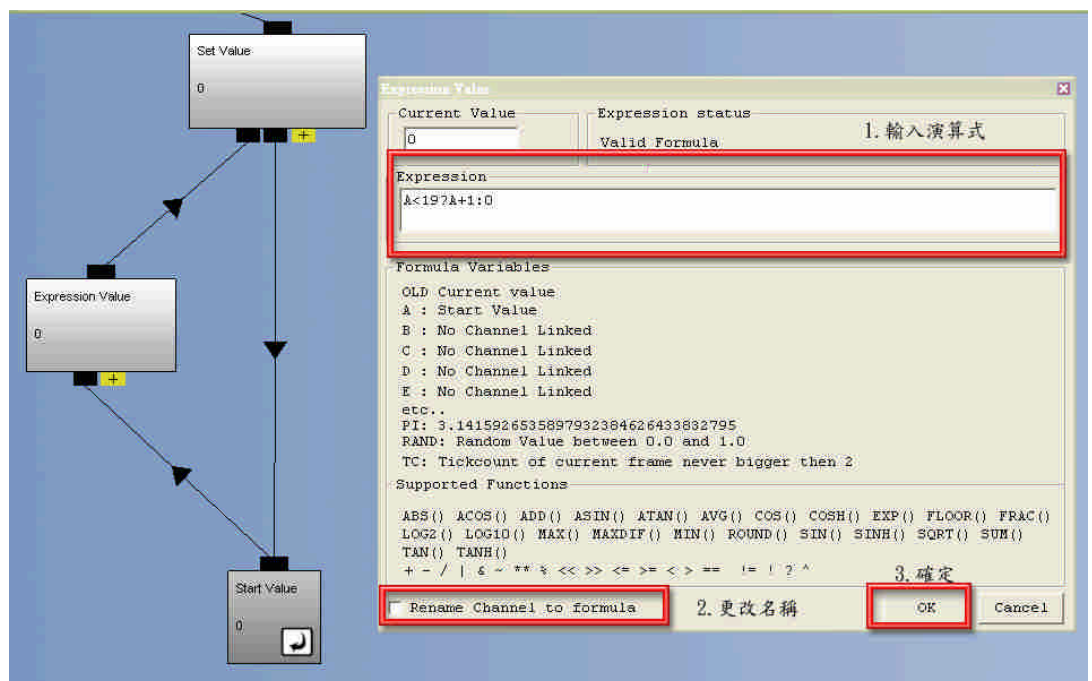 Set Value
0
Expression Value
0
Start Value
0
Expression Value
Current Value
0
Expression status
Valid Formula
1.輸入演算式
Expression
A<19?A+1:0
Formula Variables
OLD Current value
A : Start Value
B : No Channel Linked
C : No Channel Linked
D : No Channel Linked
E : No Channel Linked
etc..
PI: 3.1415926535897932384626433832795
RAND: Random Value between 0.0 and 1.0
TC: Tickcount of current frame never bigger then 2
Supported Functions
ABS() ACOS() ADD() ASIN() ATAN() AVG() COS() COSH() EXP() FLOOR() FRAC()
LOG2() LOG10() MAX() MAXDIF() MIN() ROUND() SIN() SINH() SQRT() SUM()
TAN() TANH()
+ - / | & ~ ** % << >> <= >= < > == != ! ? ^
3.確定
Rename Channel to formula
2.更改名稱
OK
Cancel